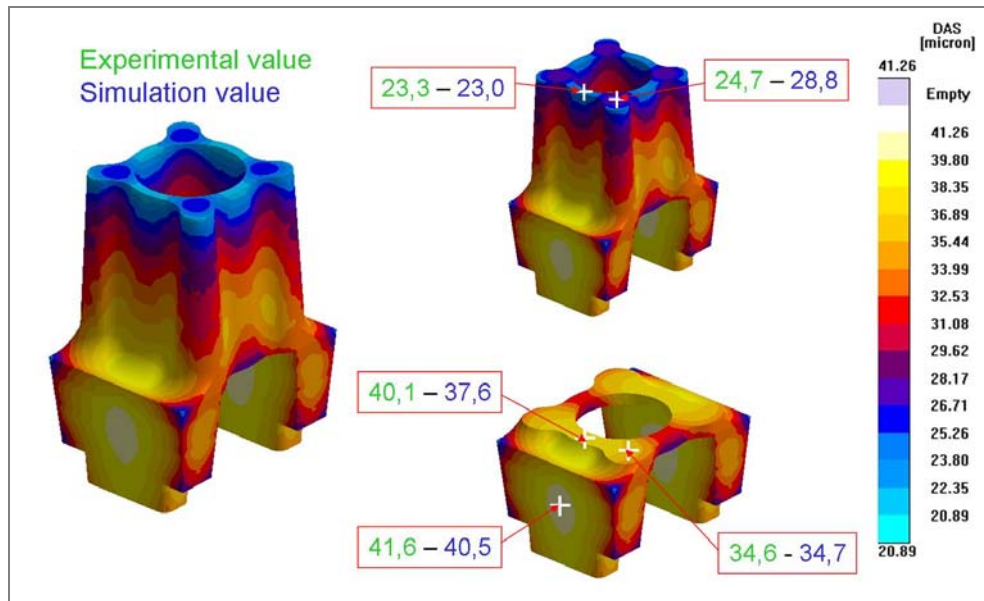 Experimental value
Simulation value
23,3 – 23,0
24,7 – 28,8
40,1 – 37,6
41,6 – 40,5
34,6 - 34,7
DAS
[micron]
41.26
Empty
41.26
39.80
38.35
36.89
35.44
33.99
32.53
31.08
29.62
28.17
26.71
25.26
23.80
22.35
20.89
20.89